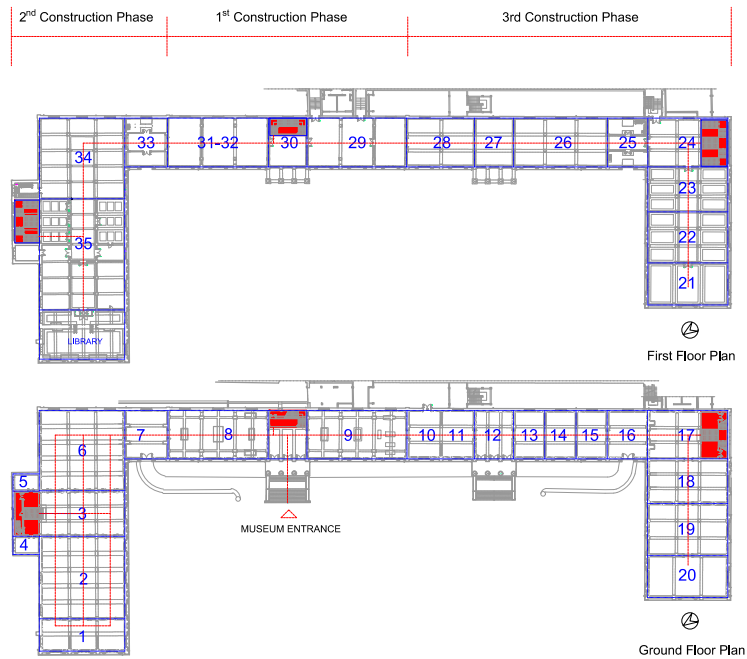 2nd Construction Phase 1st Construction Phase 3rd Construction Phase
34 33 31-32 30 29 28 27 26 25 24
23
35 22
21
LIBRARY
First Floor Plan
6 7 8 9 10 11 12 13 14 15 16 17
5 18
3 19
4
2 20
MUSEUM ENTRANCE
1
Ground Floor Plan